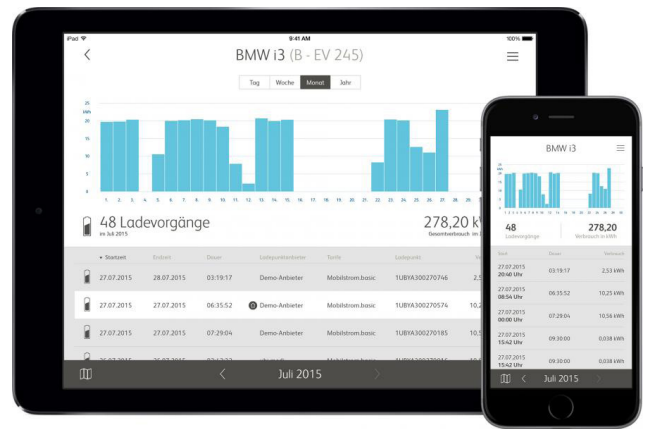 iPad
9:41 AM
100%
BMW i3 (B - EV 245)
Tag Woche Monat Jahr
25
kWh
20
15
10
5
0
1 2 3 4 5 6 7 8 9 10 11 12 13 14 15 16 17 18 19 20 21 22 23 24 25 26 27 28 29
48 Ladevorgänge
im Juli 2015
278,20
Gesamtverbrauch im
Startzeit Endzeit Dauer Ladepunktanbieter Tarife Ladepunkt
27.07.2015 28.07.2015 03:19:17 Demo-Anbieter Mobilstrom.basic 1UBYA300270746
27.07.2015 27.07.2015 06:35:52 Demo-Anbieter Mobilstrom.basic 1UBYA300270574 10,2
27.07.2015 27.07.2015 07:29:04 Demo-Anbieter Mobilstrom.basic 1UBYA300270185 10,5
Juli 2015
BMW i3
48
Ladevorgänge
278,20
Verbrauch in kWh
Start Dauer Verbrauch
27.07.2015
20:40 Uhr
03:19:17
2,53 kWh
27.07.2015
08:54 Uhr
06:35:52
10,25 kWh
27.07.2015
00:00 Uhr
07:29:04
10,56 kWh
27.07.2015
15:42 Uhr
09:30:00
0,038 kWh
27.07.2015
15:42 Uhr
09:30:00
0,038 kWh
Juli 2015